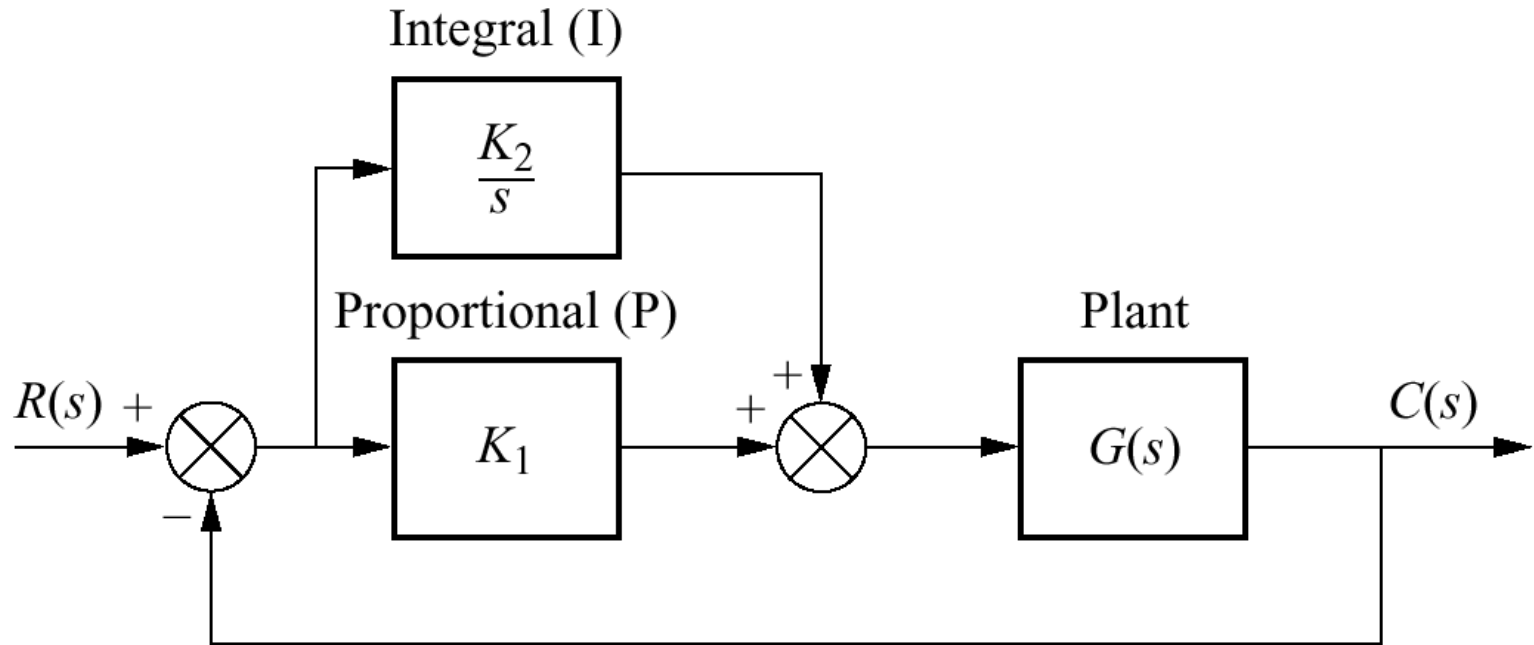 Integral (I)
K₂
s
Proportional (P)
Plant
R(s)
+
K₁
+
+
G(s)
C(s)
−